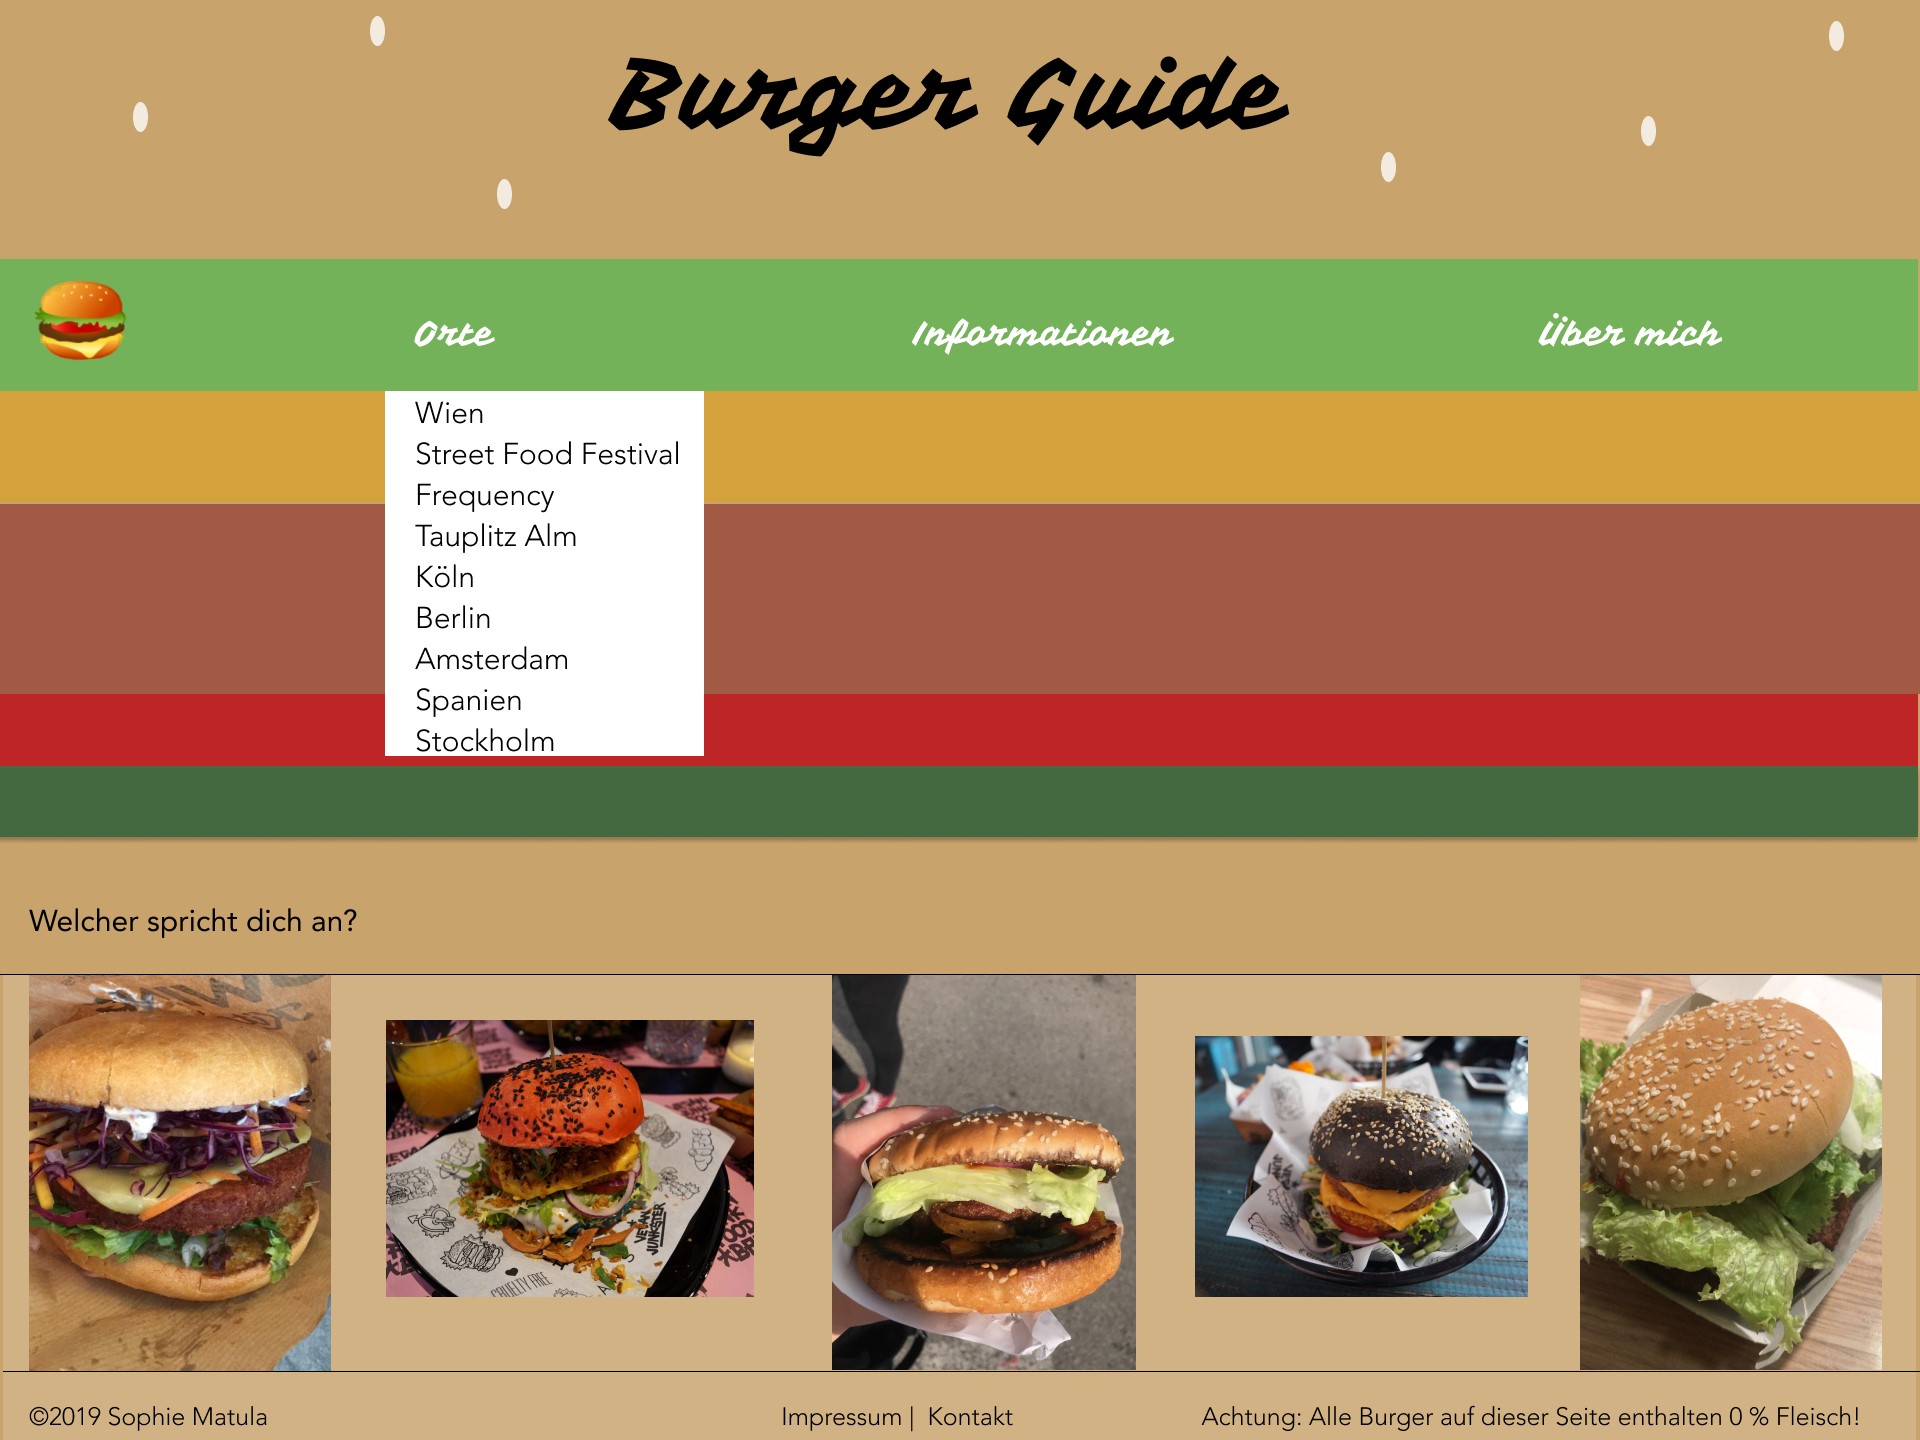 Burger Guide
Orte
Informationen
Über mich
Wien
Street Food Festival
Frequency
Tauplitz Alm
Köln
Berlin
Amsterdam
Spanien
Stockholm
Welcher spricht dich an?
VEGAN
JUNKSTER
CRUELTY FREE
©2019 Sophie Matula
Impressum | Kontakt
Achtung: Alle Burger auf dieser Seite enthalten 0 % Fleisch!